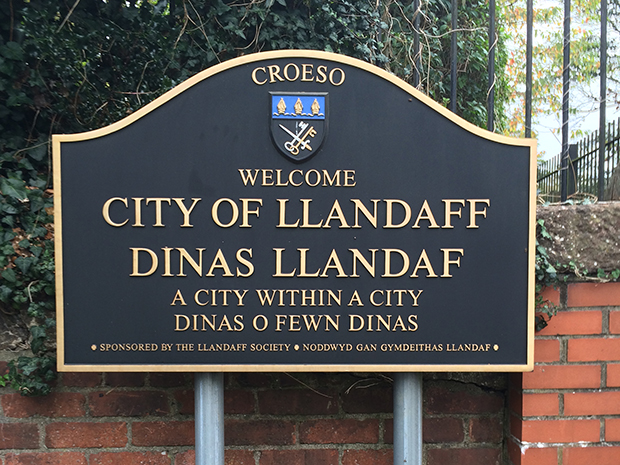 CROESO
WELCOME
CITY OF LLANDAFF
DINAS LLANDAF
A CITY WITHIN A CITY
DINAS O FEWN DINAS
• SPONSORED BY THE LLANDAFF SOCIETY • NODDWYD GAN GYMDEITHAS LLANDAF •